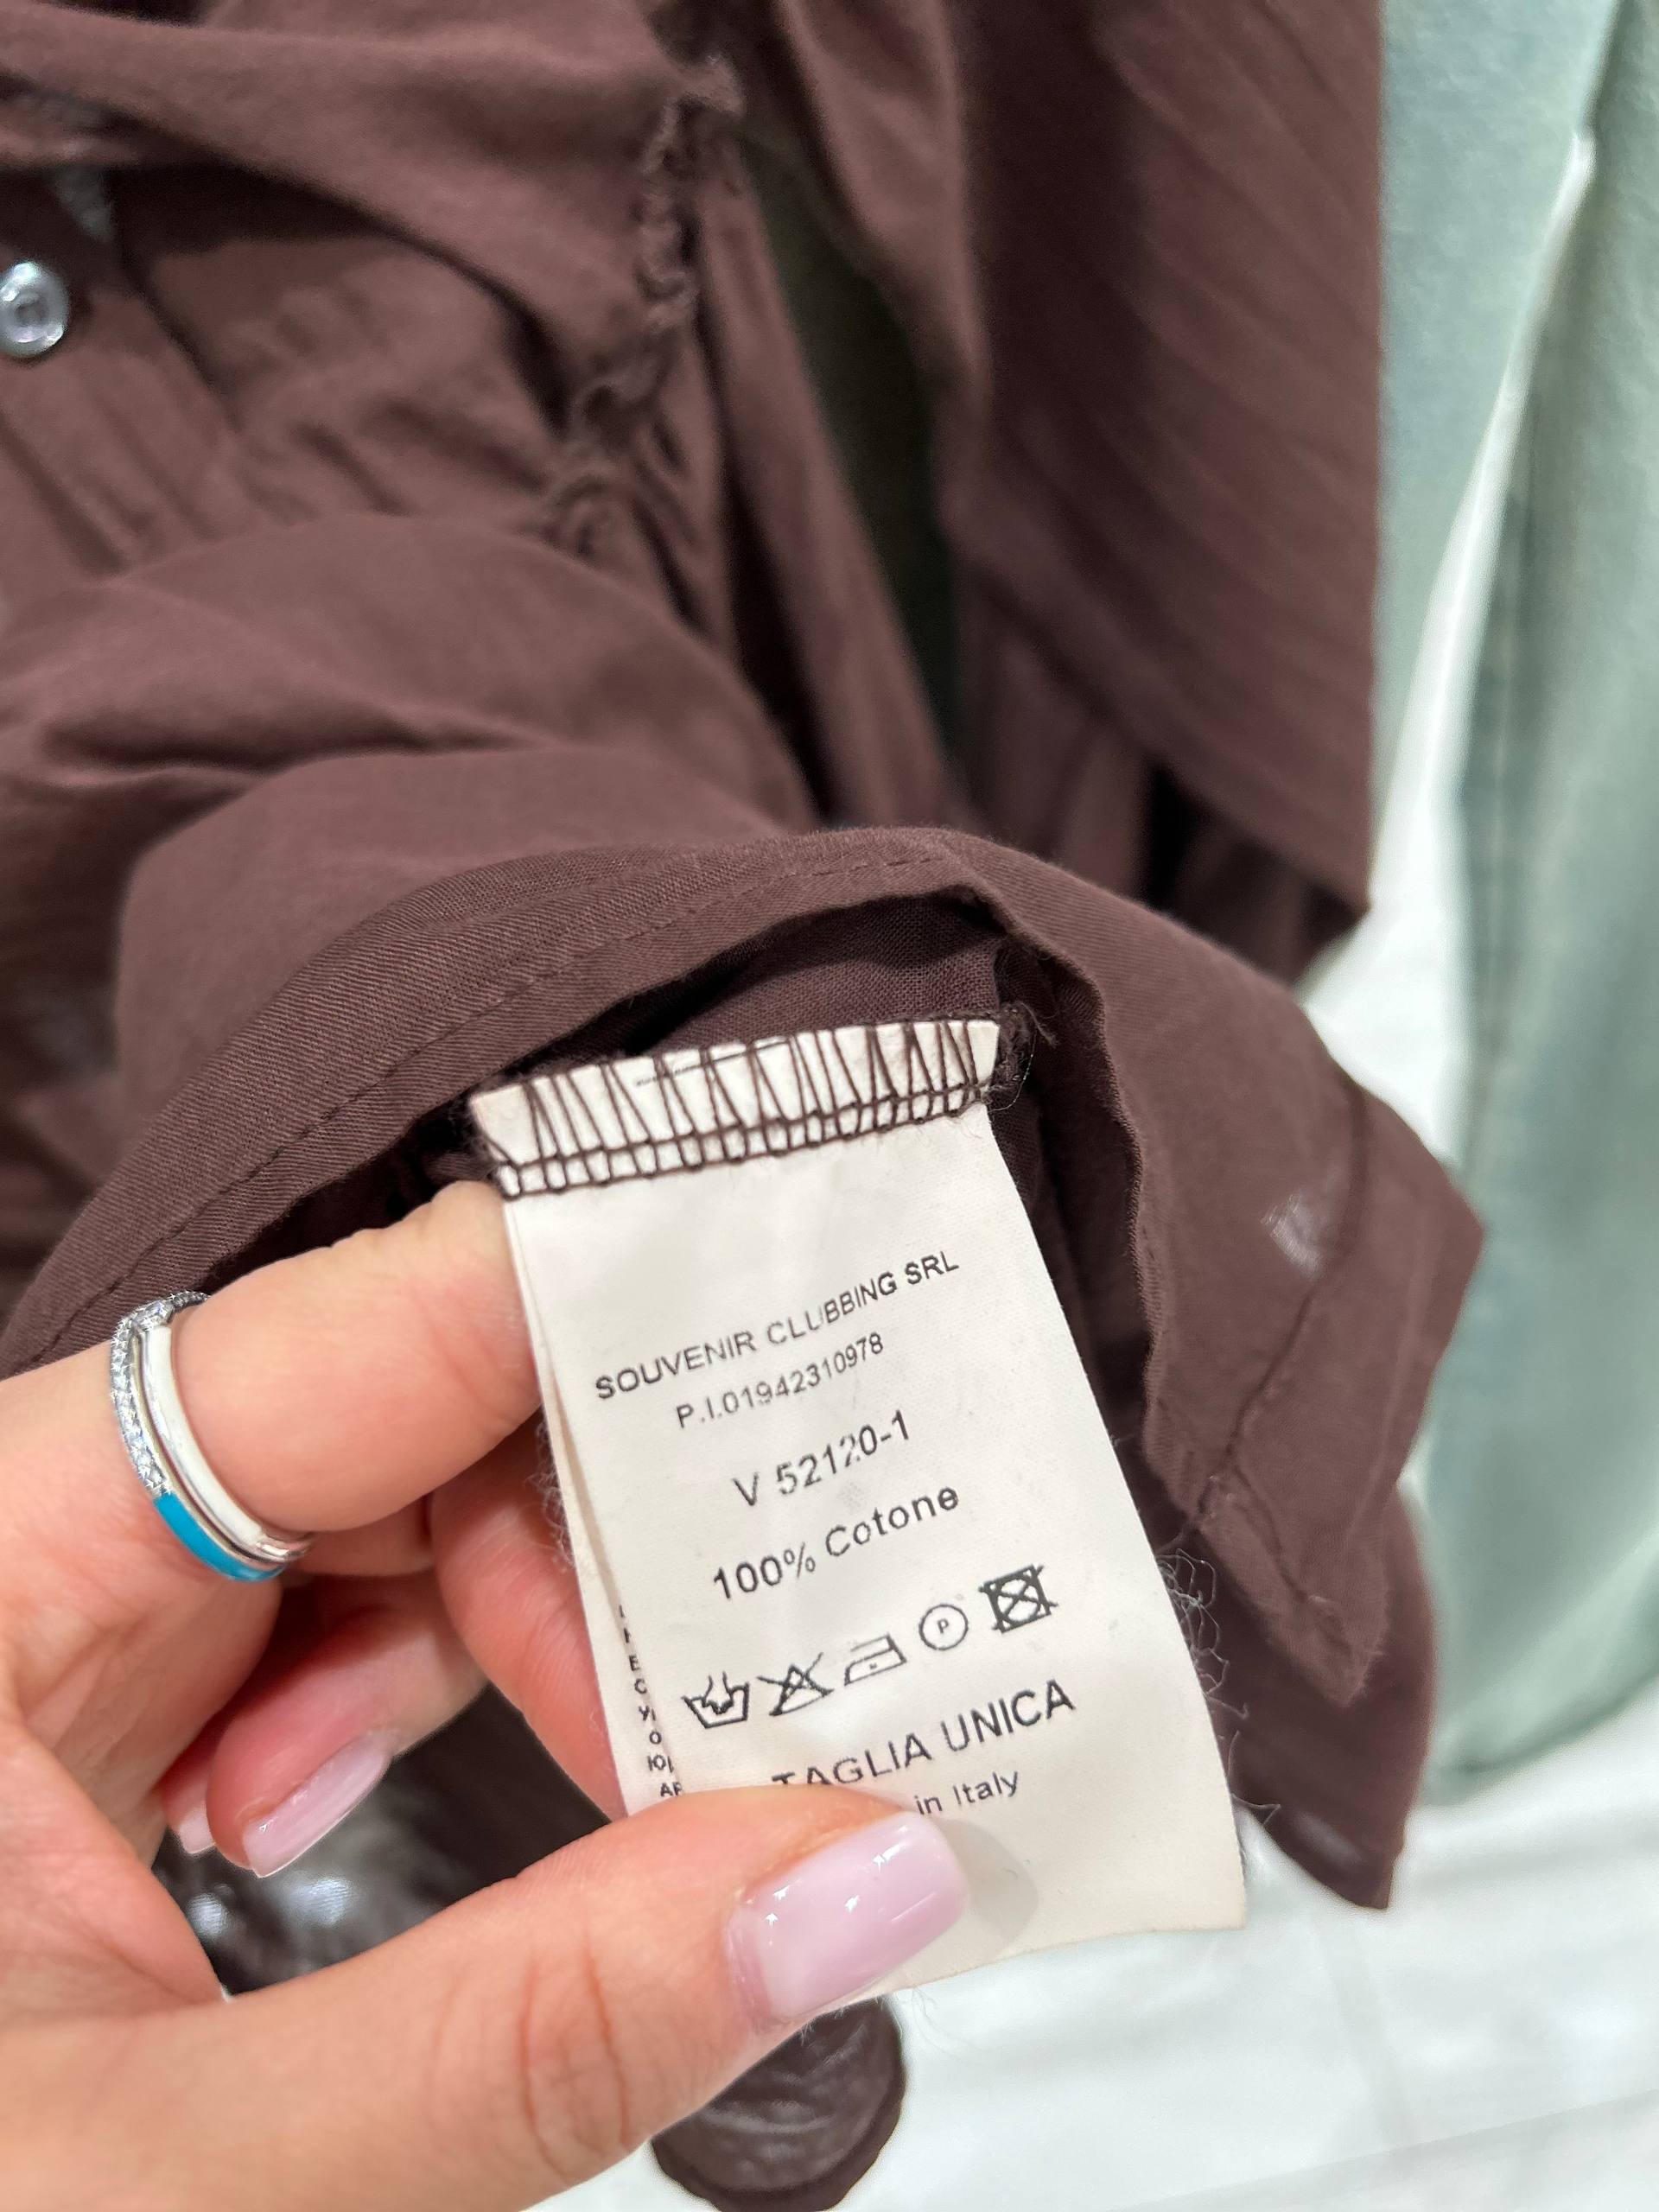 SOUVENIR CLUBBING SRL
P.I.01942310978
V 52120-1
100% Cotone
P
TAGLIA UNICA
in Italy